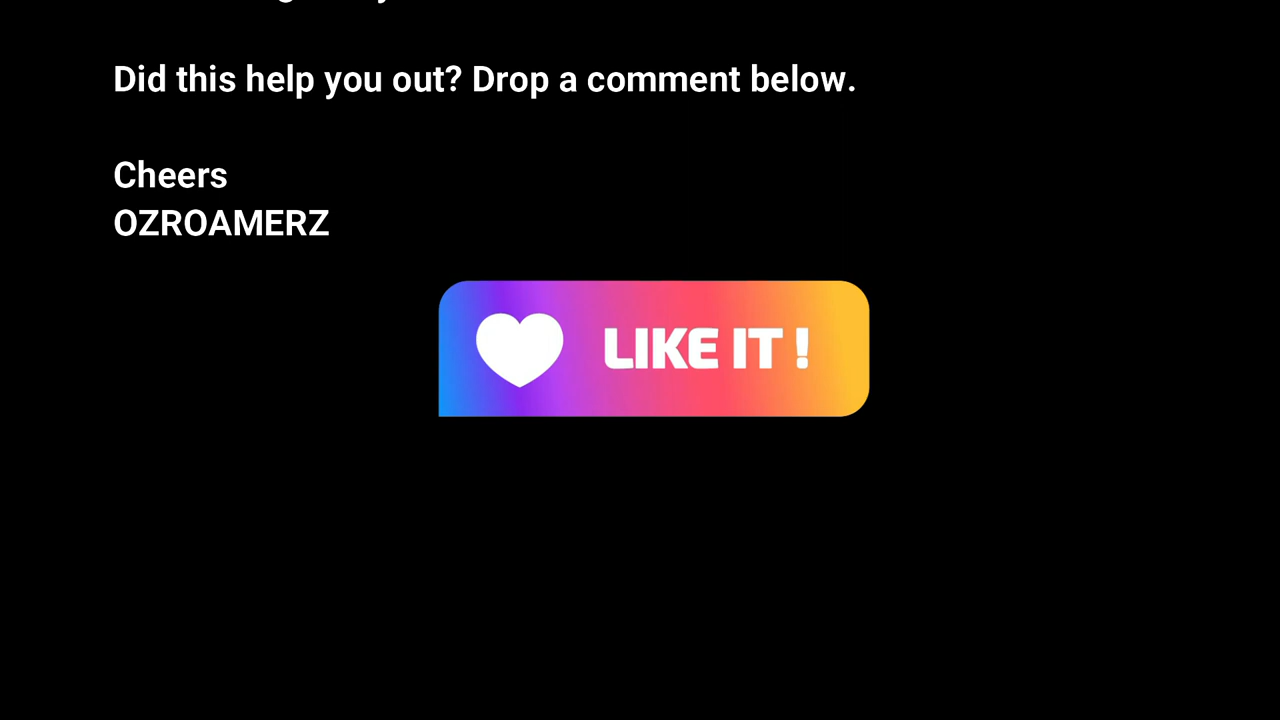 Did this help you out? Drop a comment below.
Cheers
OZROAMERZ
LIKE IT !